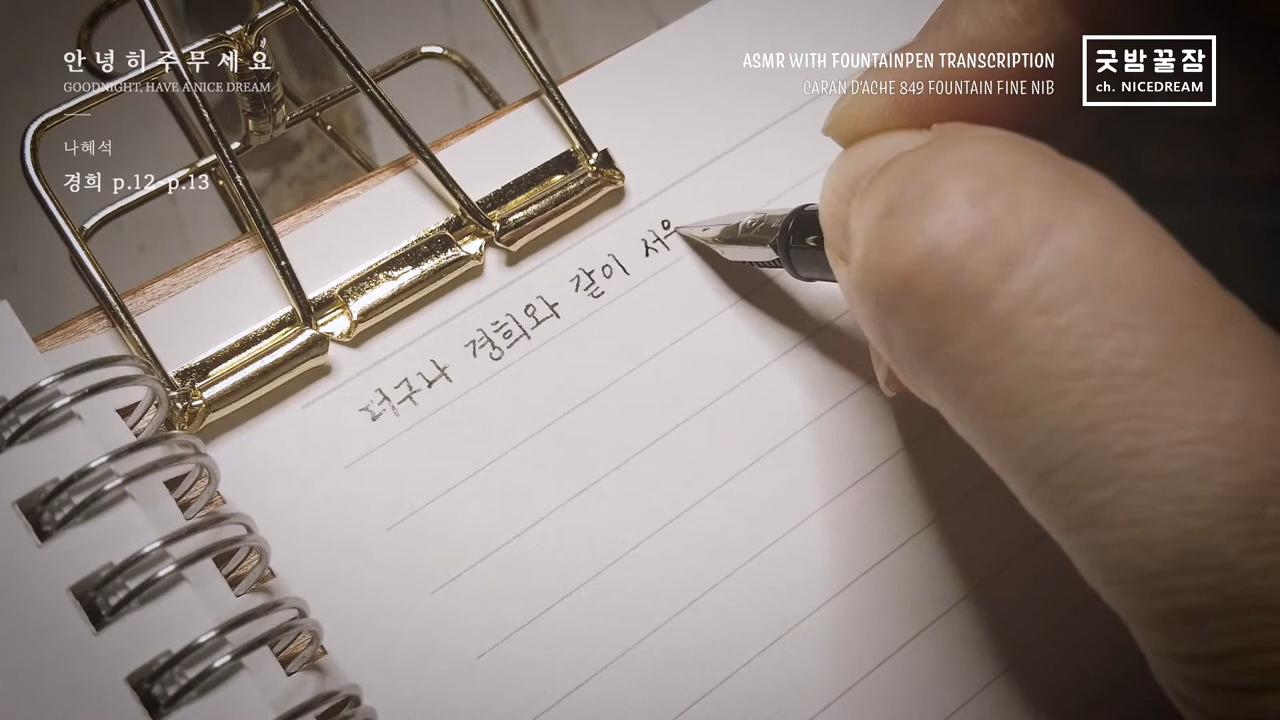 안녕히주무세요
GOODNIGHT, HAVE A NICE DREAM
나혜석
경희 p.12-p.13
ASMR WITH FOUNTAINPEN TRANSCRIPTION
CARAN D'ACHE 849 FOUNTAIN FINE NIB
굿밤꿀잠
ch. NICEDREAM
더구나 경희와 같이 서우